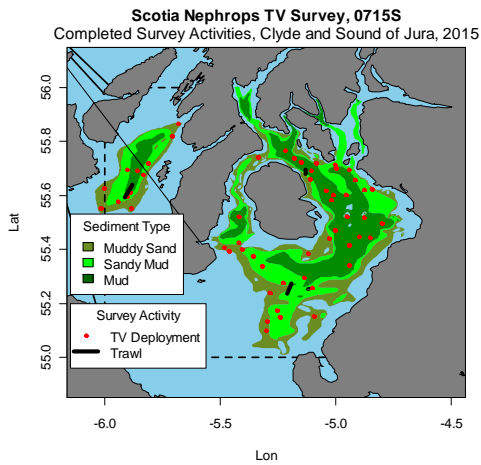 Scotia Nephrops TV Survey, 0715S
Completed Survey Activities, Clyde and Sound of Jura, 2015
56.0
55.8
55.6
55.4
55.2
55.0
Lat
Sediment Type
Muddy Sand
Sandy Mud
Mud
Survey Activity
TV Deployment
Trawl
-6.0
-5.5
-5.0
-4.5
Lon